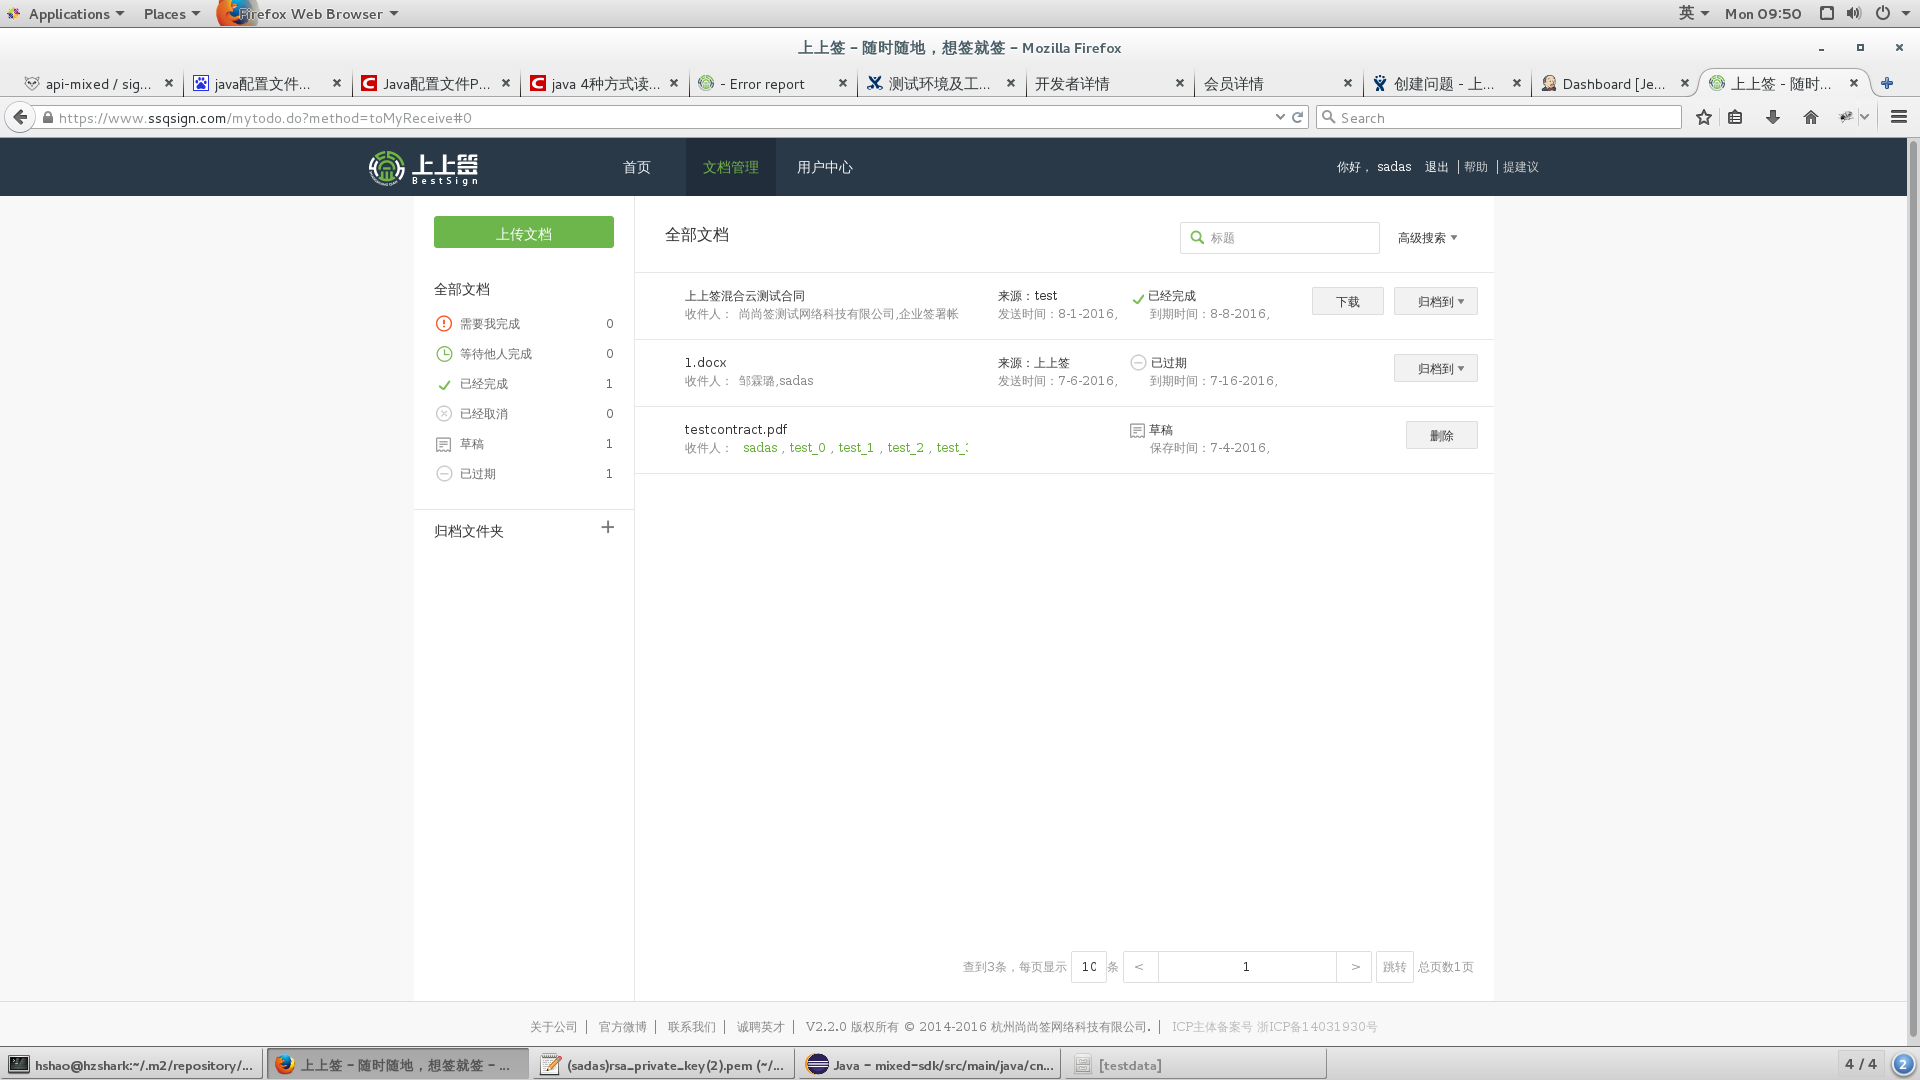 Applications Places Firefox Web Browser 英 Mon 09:50
上上签 - 随时随地，想签就签 - Mozilla Firefox
api-mixed / sig... java配置文件... Java配置文件P... java 4种方式读... - Error report 测试环境及工... 开发者详情 会员详情 创建问题 - 上... Dashboard [Je... 上上签 - 随时...
https://www.ssqsign.com/mytodo.do?method=toMyReceive#0 Search
上上签 首页 文档管理 用户中心 你好， sadas 退出 帮助 提建议
BestSign
上传文档
全部文档
需要我完成 0
等待他人完成 0
已经完成 1
已经取消 0
草稿 1
已过期 1
归档文件夹
全部文档 标题 高级搜索
上上签混合云测试合同 来源：test 已经完成 下载 归档到
收件人： 尚尚签测试网络科技有限公司,企业签署帐 发送时间：8-1-2016, 到期时间：8-8-2016,
1.docx 来源：上上签 已过期 归档到
收件人： 邹霖璐,sadas 发送时间：7-6-2016, 到期时间：7-16-2016,
testcontract.pdf 草稿 删除
收件人： sadas , test_0 , test_1 , test_2 , test_ 保存时间：7-4-2016,
查到3条，每页显示 10 条 < 1 > 跳转 总页数1页
关于公司 | 官方微博 | 联系我们 | 诚聘英才 | V2.2.0 版权所有 © 2014-2016 杭州尚尚签网络科技有限公司. | ICP主体备案号 浙ICP备14031930号
hshao@hzshark:~/.m2/repository/... 上上签 - 随时随地，想签就签 - ... (sadas)rsa_private_key(2).pem (~/... Java - mixed-sdk/src/main/java/cn... [testdata] 4 / 4 2